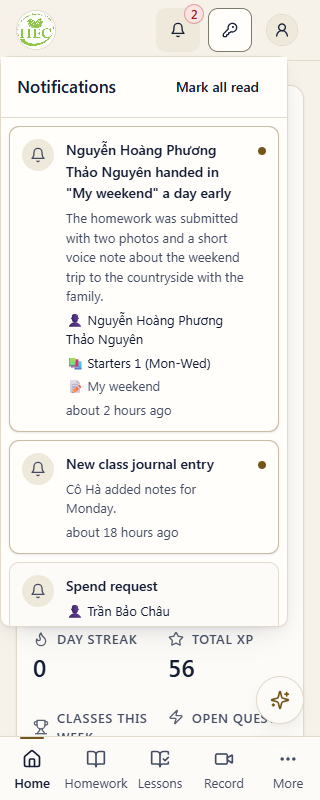 HEC
2
Notifications
Mark all read
Nguyễn Hoàng Phương
Thảo Nguyên handed in
"My weekend" a day early
The homework was submitted
with two photos and a short
voice note about the weekend
trip to the countryside with the
family.
Nguyễn Hoàng Phương
Thảo Nguyên
Starters 1 (Mon-Wed)
My weekend
about 2 hours ago
New class journal entry
Cô Hà added notes for
Monday.
about 18 hours ago
Spend request
Trần Bảo Châu
DAY STREAK
TOTAL XP
0
56
CLASSES THIS
WEEK
OPEN QUES
Home
Homework
Lessons
Record
More